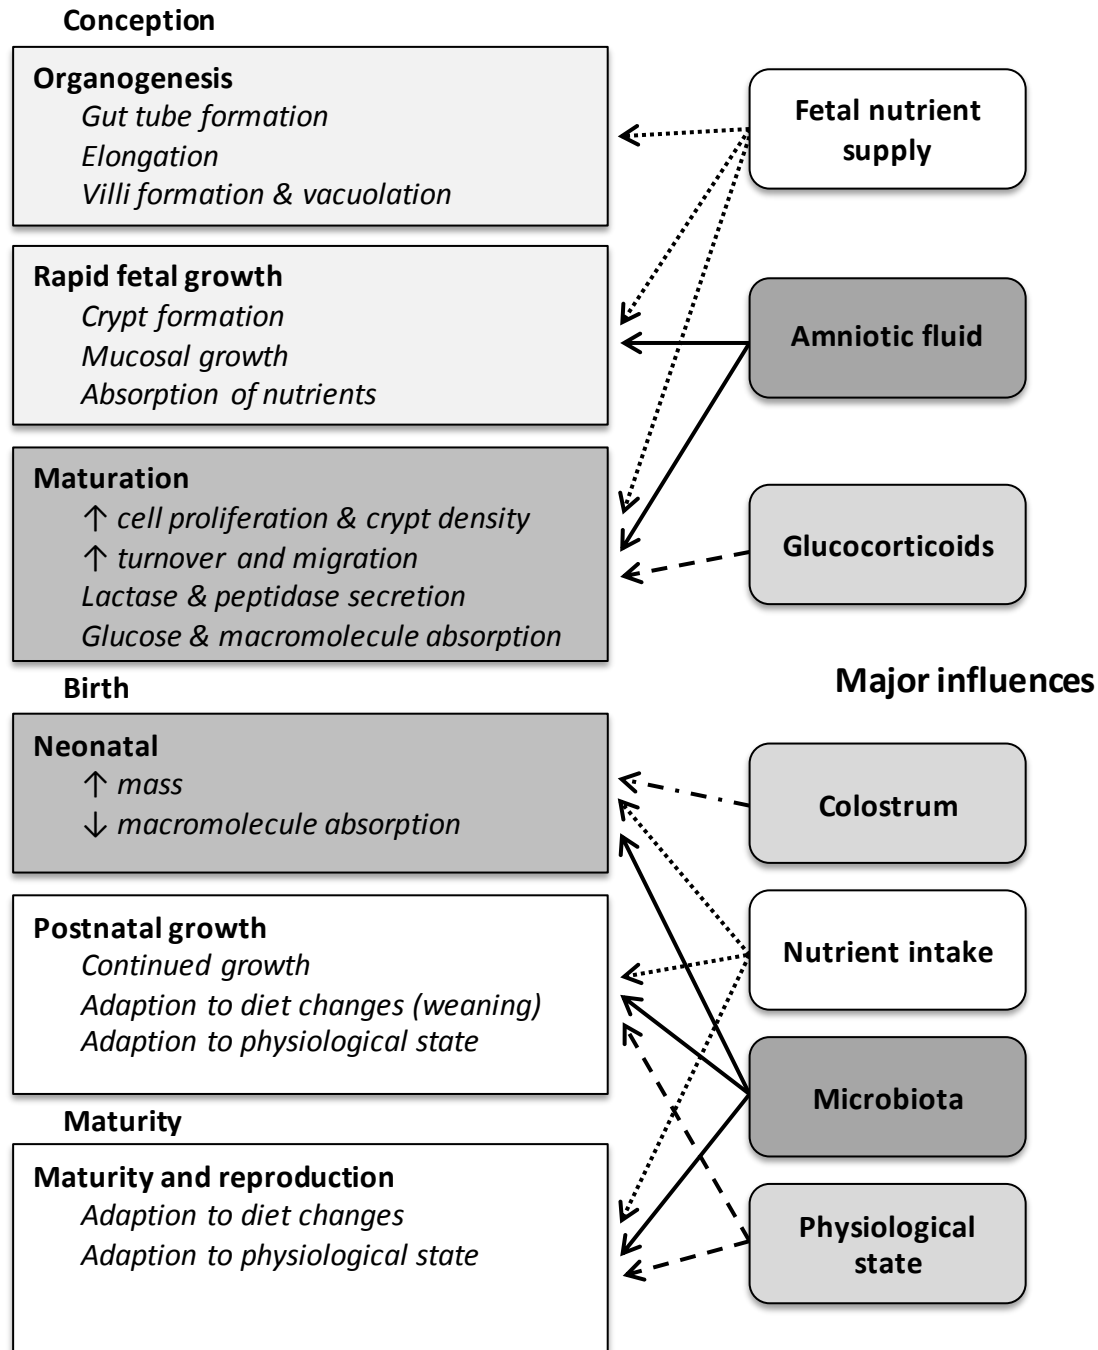 Conception
Organogenesis
Gut tube formation
Elongation
Villi formation & vacuolation
Rapid fetal growth
Crypt formation
Mucosal growth
Absorption of nutrients
Maturation
↑ cell proliferation & crypt density
↑ turnover and migration
Lactase & peptidase secretion
Glucose & macromolecule absorption
Birth
Neonatal
↑ mass
↓ macromolecule absorption
Postnatal growth
Continued growth
Adaption to diet changes (weaning)
Adaption to physiological state
Maturity
Maturity and reproduction
Adaption to diet changes
Adaption to physiological state
Fetal nutrient
supply
Amniotic fluid
Glucocorticoids
Major influences
Colostrum
Nutrient intake
Microbiota
Physiological
state